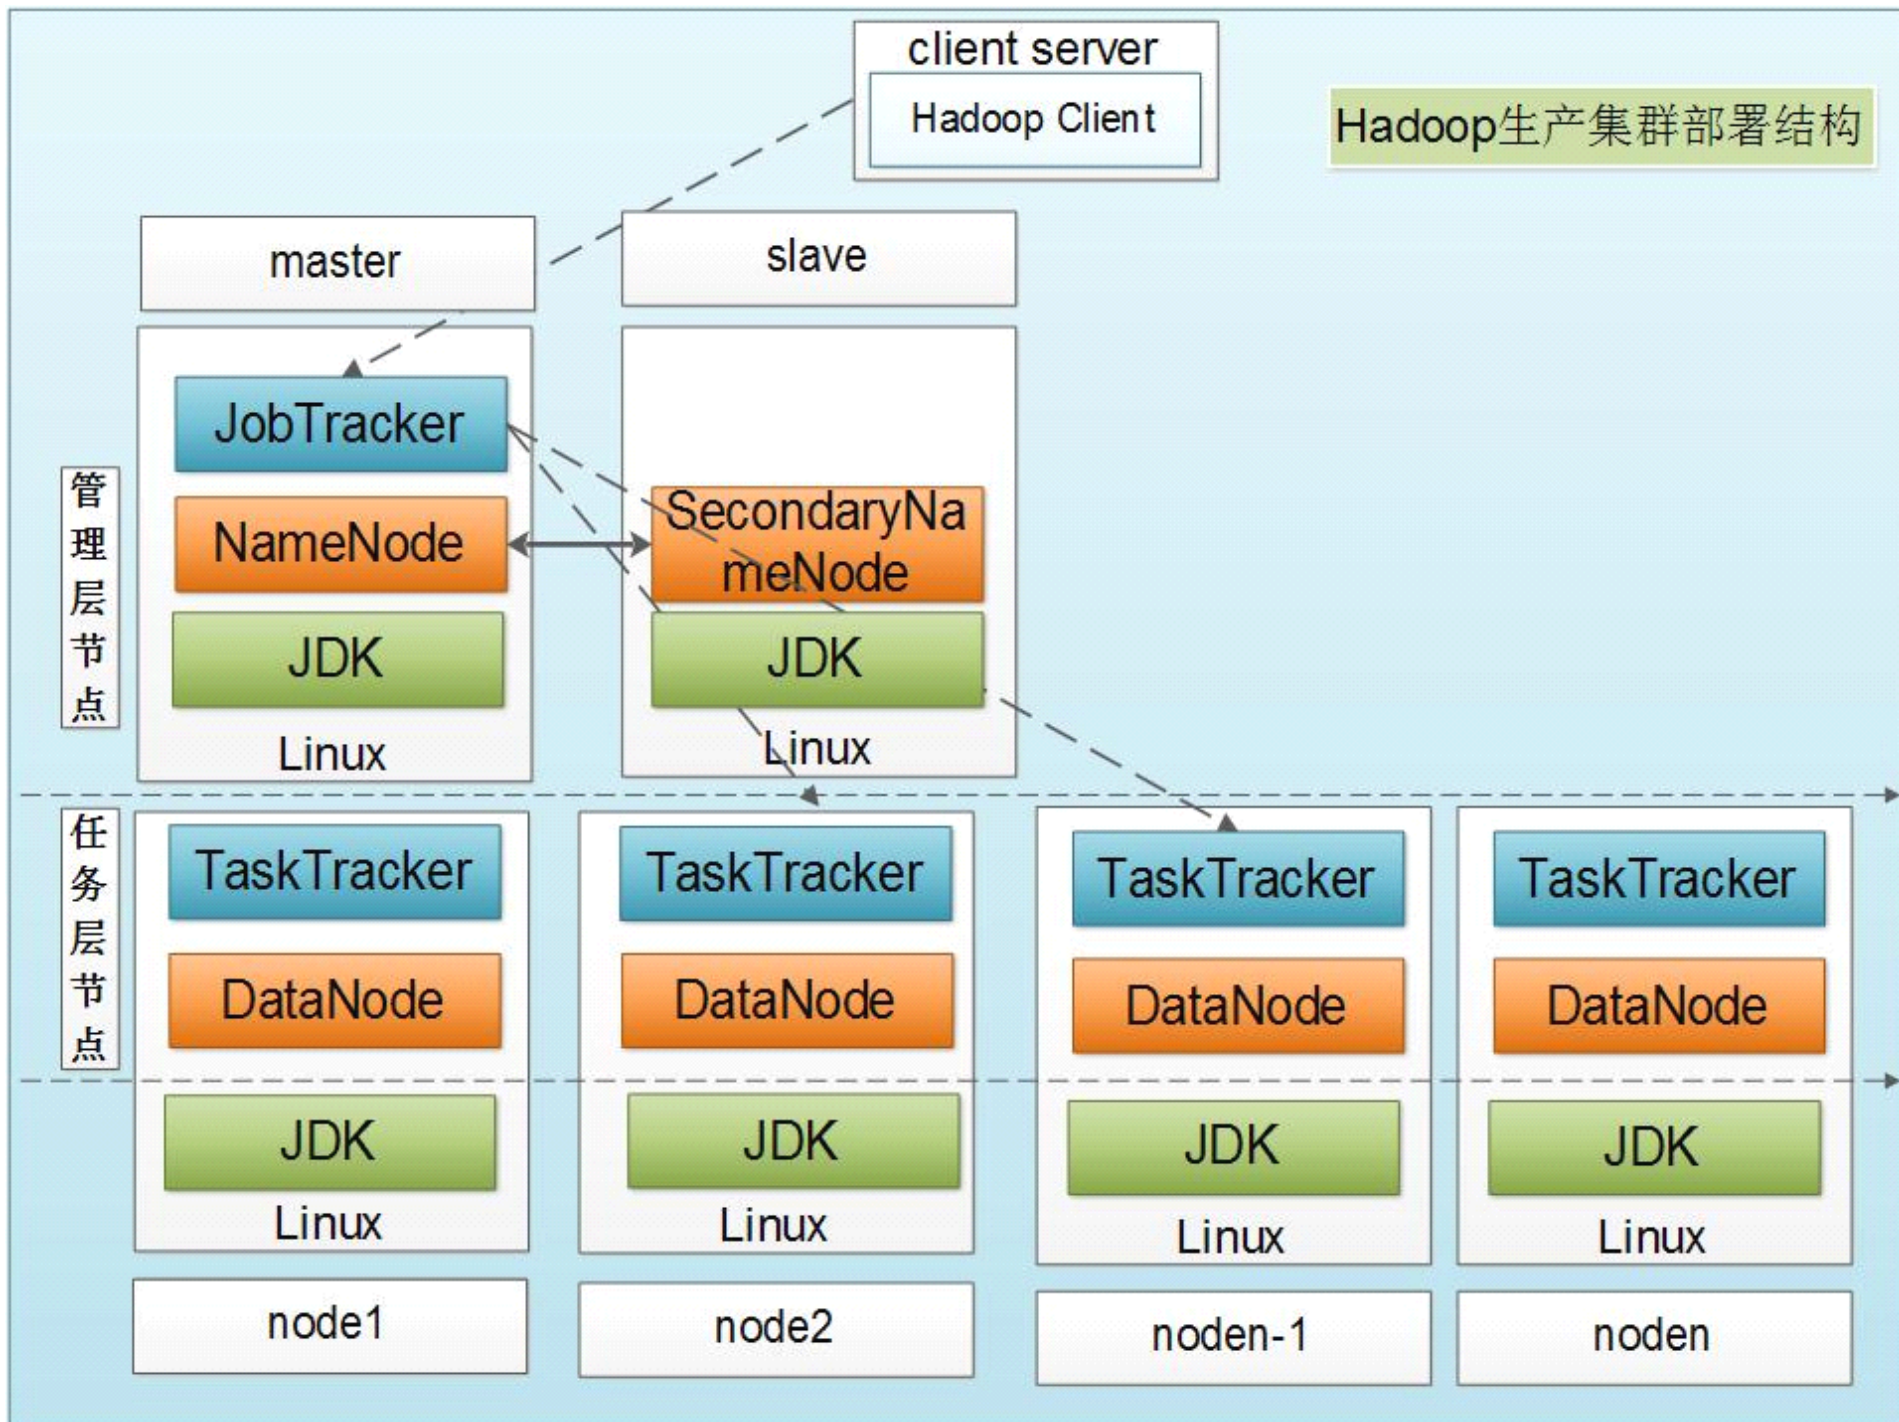 client server
Hadoop Client
Hadoop生产集群部署结构
master
slave
管理层节点
JobTracker
NameNode
JDK
Linux
SecondaryNa
meNode
JDK
Linux
任务层节点
TaskTracker
DataNode
JDK
Linux
node1
TaskTracker
DataNode
JDK
Linux
node2
TaskTracker
DataNode
JDK
Linux
noden-1
TaskTracker
DataNode
JDK
Linux
noden